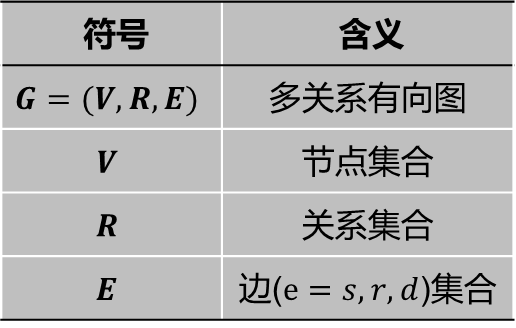 符号 含义
G = (V, R, E) 多关系有向图
V 节点集合
R 关系集合
E 边(e = s, r, d)集合